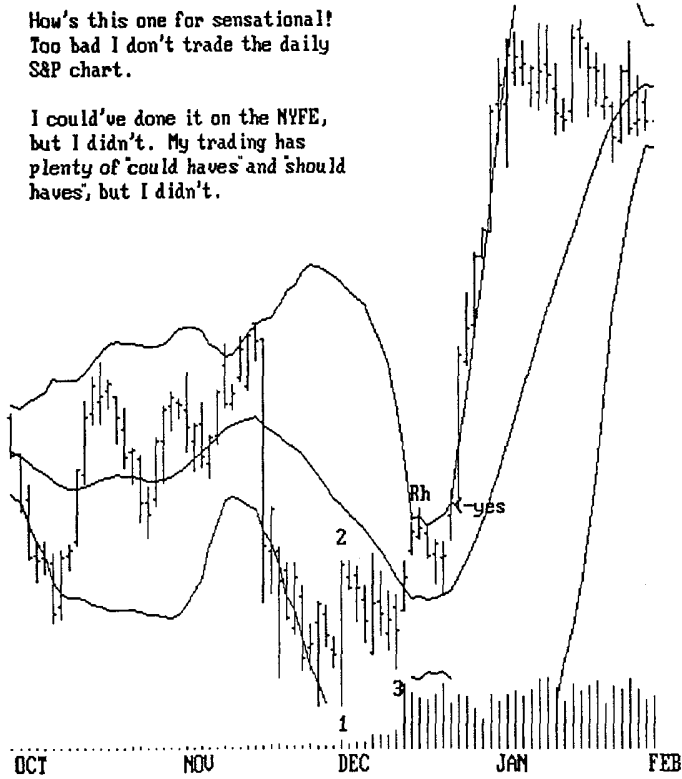 How's this one for sensational!
Too bad I don't trade the daily
S&P chart.
I could've done it on the NYFE,
but I didn't. My trading has
plenty of "could haves" and "should
haves", but I didn't.
Rh
<-yes
2
3
1
OCT NOV DEC JAN FEB